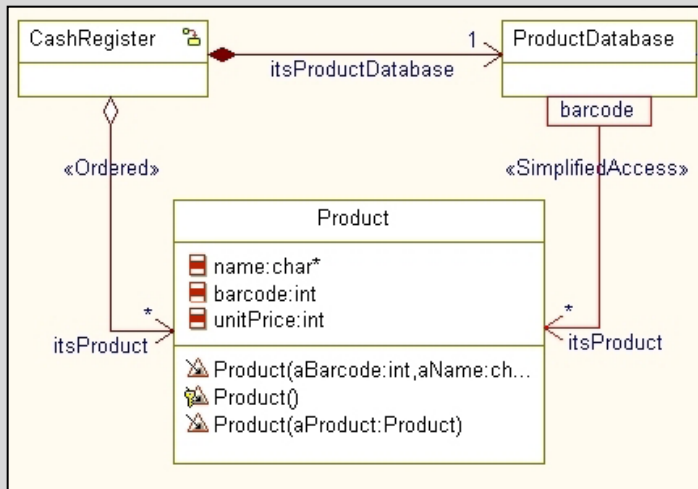 CashRegister
1
ProductDatabase
itsProductDatabase
barcode
«Ordered»
«SimplifiedAccess»
Product
name:char*
barcode:int
unitPrice:int
*
*
itsProduct
itsProduct
Product(aBarcode:int,aName:ch...
Product()
Product(aProduct:Product)